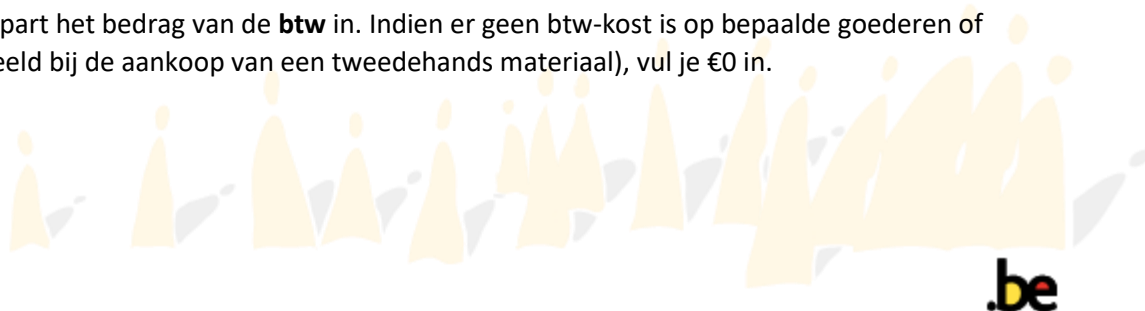 part het bedrag van de btw in. Indien er geen btw-kost is op bepaalde goederen of
eeld bij de aankoop van een tweedehands materiaal), vul je €0 in.
.be